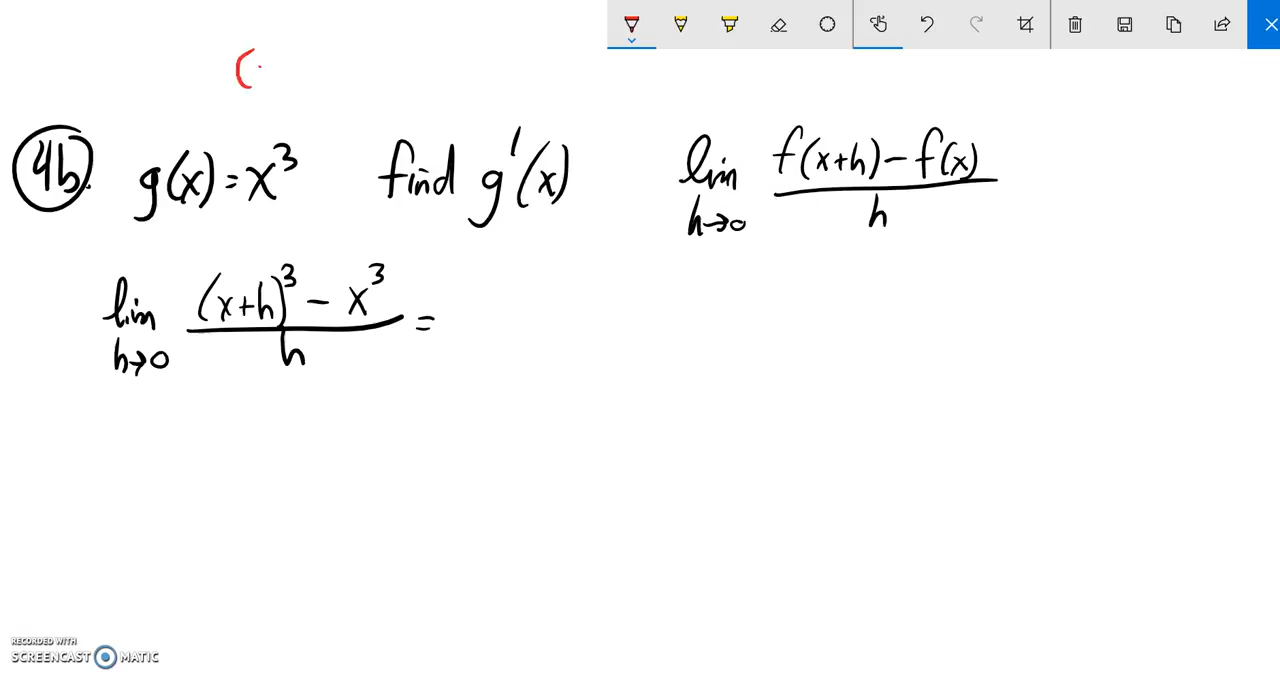 (
4b. g(x) = x³ find g'(x) lim h→0 f(x+h) − f(x) / h
lim h→0 (x+h)³ − x³ / h =
RECORDED WITH
SCREENCAST MATIC